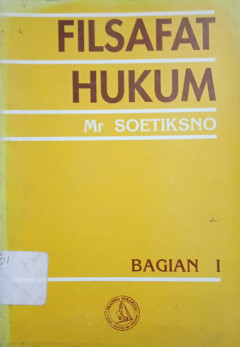 FILSAFAT
HUKUM
Mr SOETIKSNO
BAGIAN I